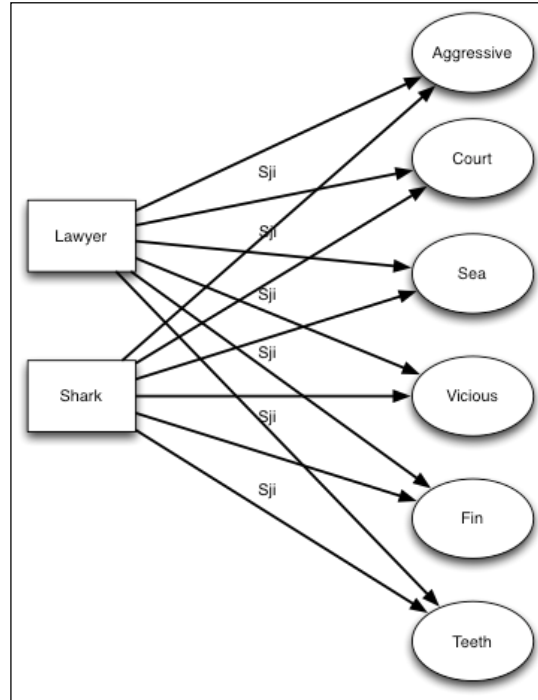 Aggressive
Sji
Court
Lawyer
Sji
Sea
Sji
Sji
Shark
Vicious
Sji
Sji
Fin
Teeth